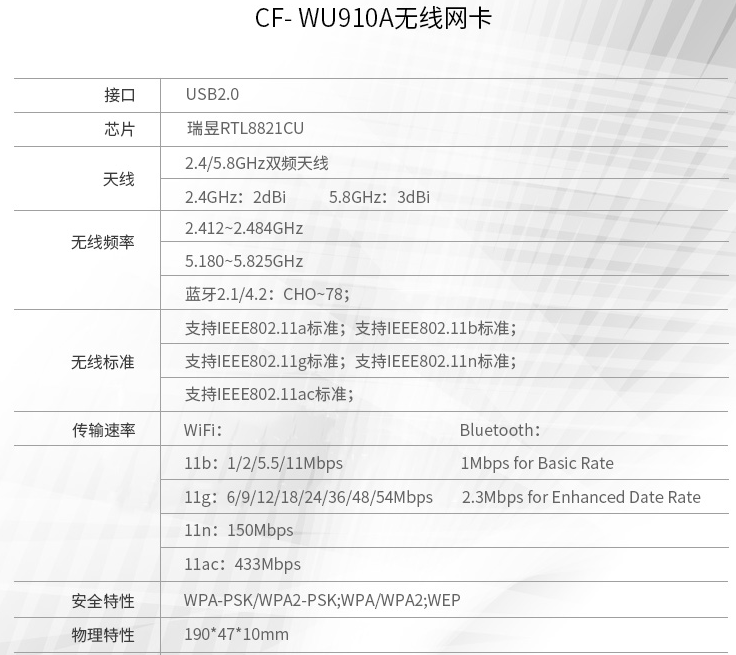 CF- WU910A无线网卡
接口 USB2.0
芯片 瑞昱RTL8821CU
天线 2.4/5.8GHz双频天线
2.4GHz：2dBi 5.8GHz：3dBi
无线频率 2.412~2.484GHz
5.180~5.825GHz
蓝牙2.1/4.2：CHO~78；
无线标准 支持IEEE802.11a标准；支持IEEE802.11b标准；
支持IEEE802.11g标准；支持IEEE802.11n标准；
支持IEEE802.11ac标准；
传输速率 WiFi： Bluetooth：
11b：1/2/5.5/11Mbps 1Mbps for Basic Rate
11g：6/9/12/18/24/36/48/54Mbps 2.3Mbps for Enhanced Date Rate
11n：150Mbps
11ac：433Mbps
安全特性 WPA-PSK/WPA2-PSK;WPA/WPA2;WEP
物理特性 190*47*10mm